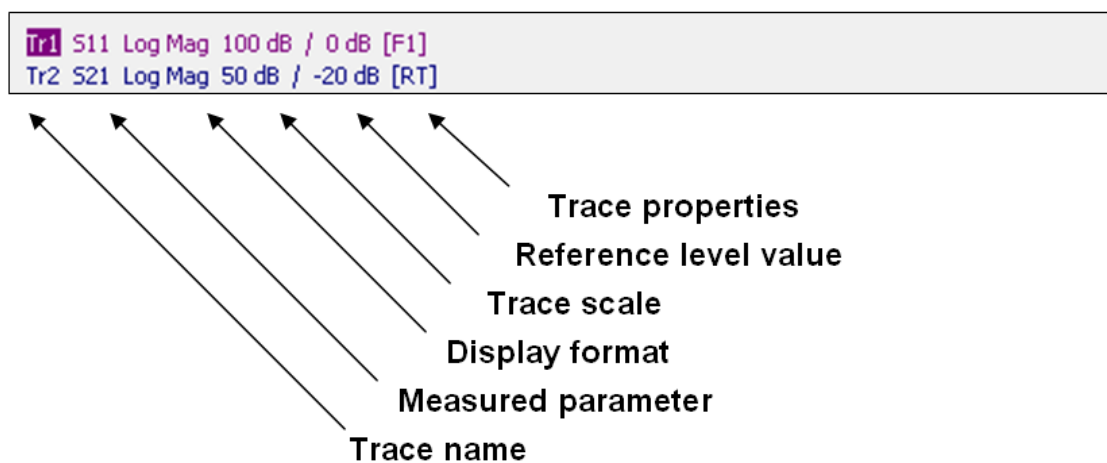 Tr1 S11 Log Mag 100 dB / 0 dB [F1]
Tr2 S21 Log Mag 50 dB / -20 dB [RT]
Trace properties
Reference level value
Trace scale
Display format
Measured parameter
Trace name